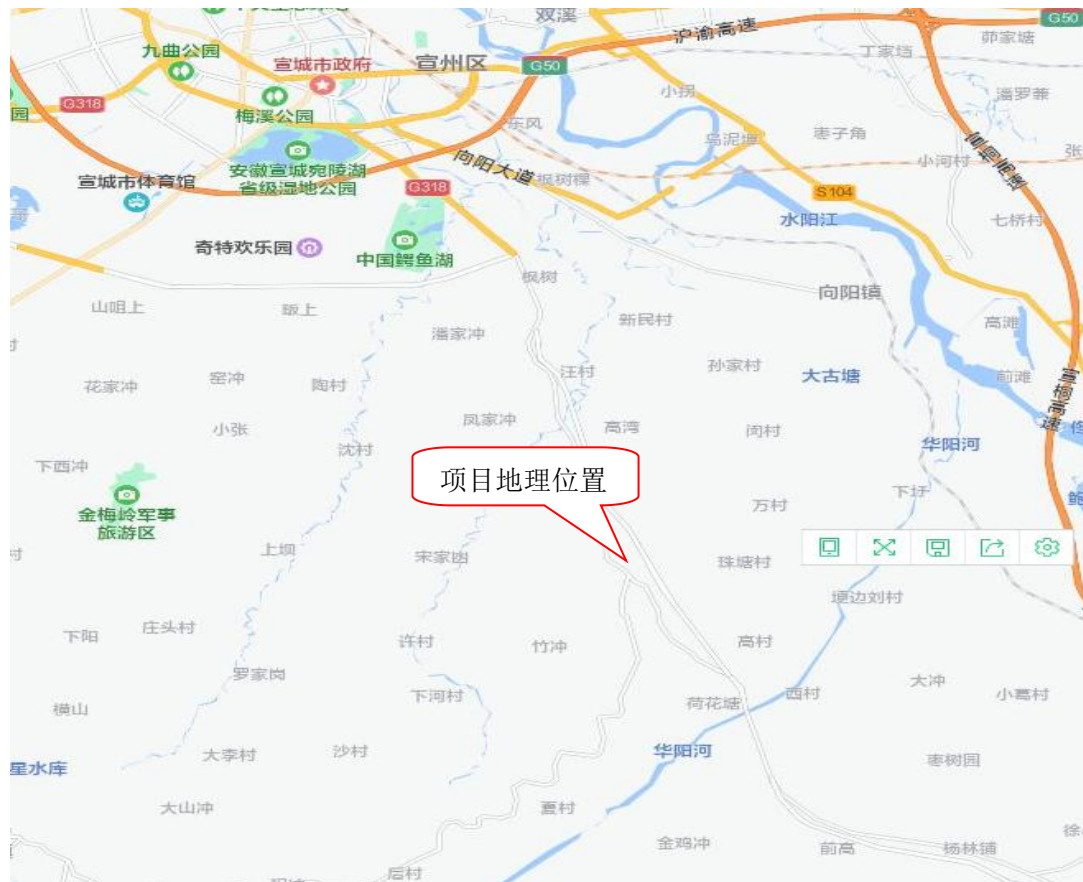 双溪
G50
沪渝高速
茆家塘
九曲公园
宣城市政府
宣州区
G50
丁家垱
G318
园
梅溪公园
小拐
潘罗蒹
东风
乌泥塘
枣子角
安徽宣城宛陵湖
省级湿地公园
向阳大道
枫树樑
小河村
张
宣城市体育馆
G318
S104
水阳江
七桥村
奇特欢乐园
中国鳄鱼湖
枫树
向阳镇
山咀上
畈上
新民村
高滩
潘家冲
花家冲
窑冲
陶村
汪村
孙家村
大古塘
前滩
小张
凤家冲
高湾
闵村
沈村
华阳河
下西冲
项目地理位置
下圩
金梅岭军事
旅游区
万村
上坝
宋家凼
珠塘村
村
埂边刘村
下阳
庄头村
许村
竹冲
高村
罗家岗
下河村
荷花塘
西村
大冲
小葛村
横山
大李村
沙村
华阳河
枣树园
星水库
大山冲
夏村
金鸡冲
前高
杨林铺
徐
后村